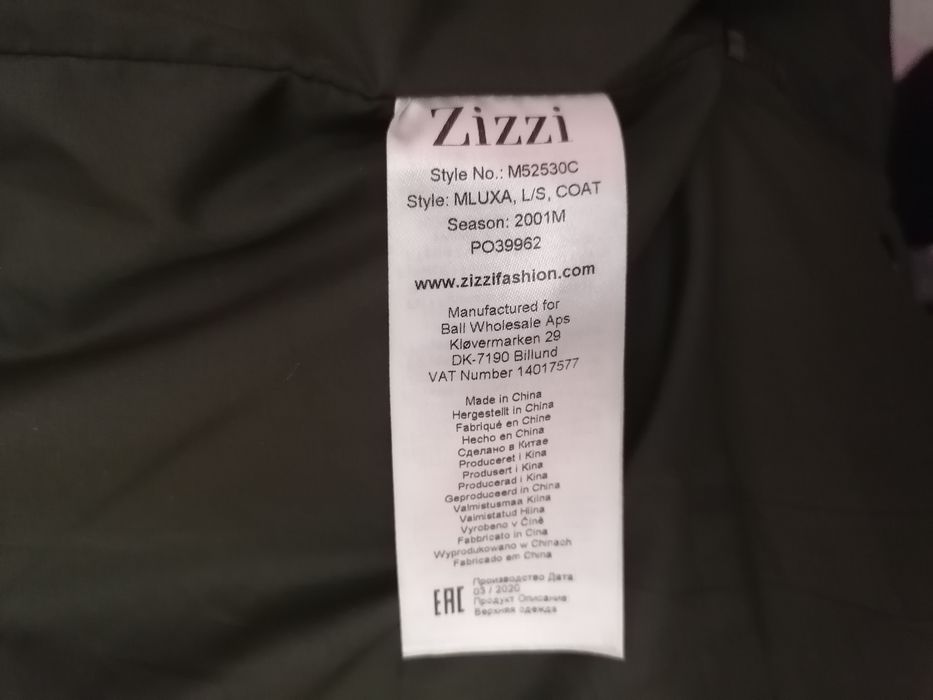 Zizzi
Style No.: M52530C
Style: MLUXA, L/S, COAT
Season: 2001M
PO39962
www.zizzifashion.com
Manufactured for
Ball Wholesale Aps
Kløvermarken 29
DK-7190 Billund
VAT Number 14017577
Made in China
Hergestellt in China
Fabriqué en Chine
Hecho en China
Сделано в Китае
Produceret i Kina
Produsert i Kina
Producerad i Kina
Geproduceerd in China
Valmistusmaa Kiina
Valmistatud Hiina
Vyrobeno v Číně
Fabbricato in Cina
Wyprodukowano w Chinach
Fabricado em China
EAC
Производство Дата:
03 / 2020
Продукт Описание:
Верхняя одежда